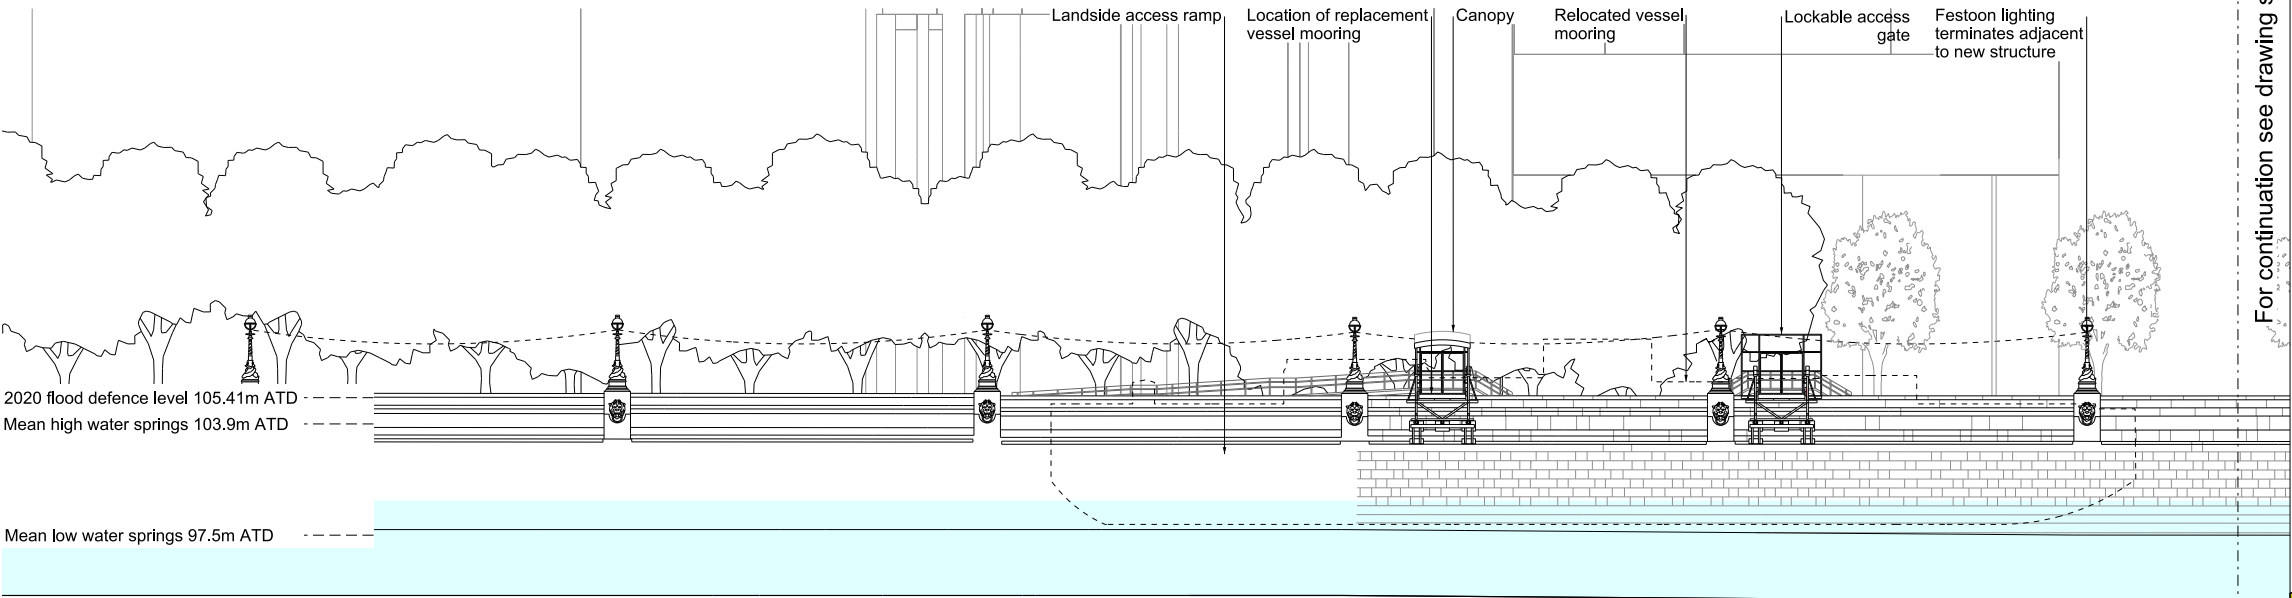 Landside access ramp
Location of replacement
vessel mooring
Canopy
Relocated vessel
mooring
Lockable access
gate
Festoon lighting
terminates adjacent
to new structure
For continuation see drawing s
2020 flood defence level 105.41m ATD
Mean high water springs 103.9m ATD
Mean low water springs 97.5m ATD